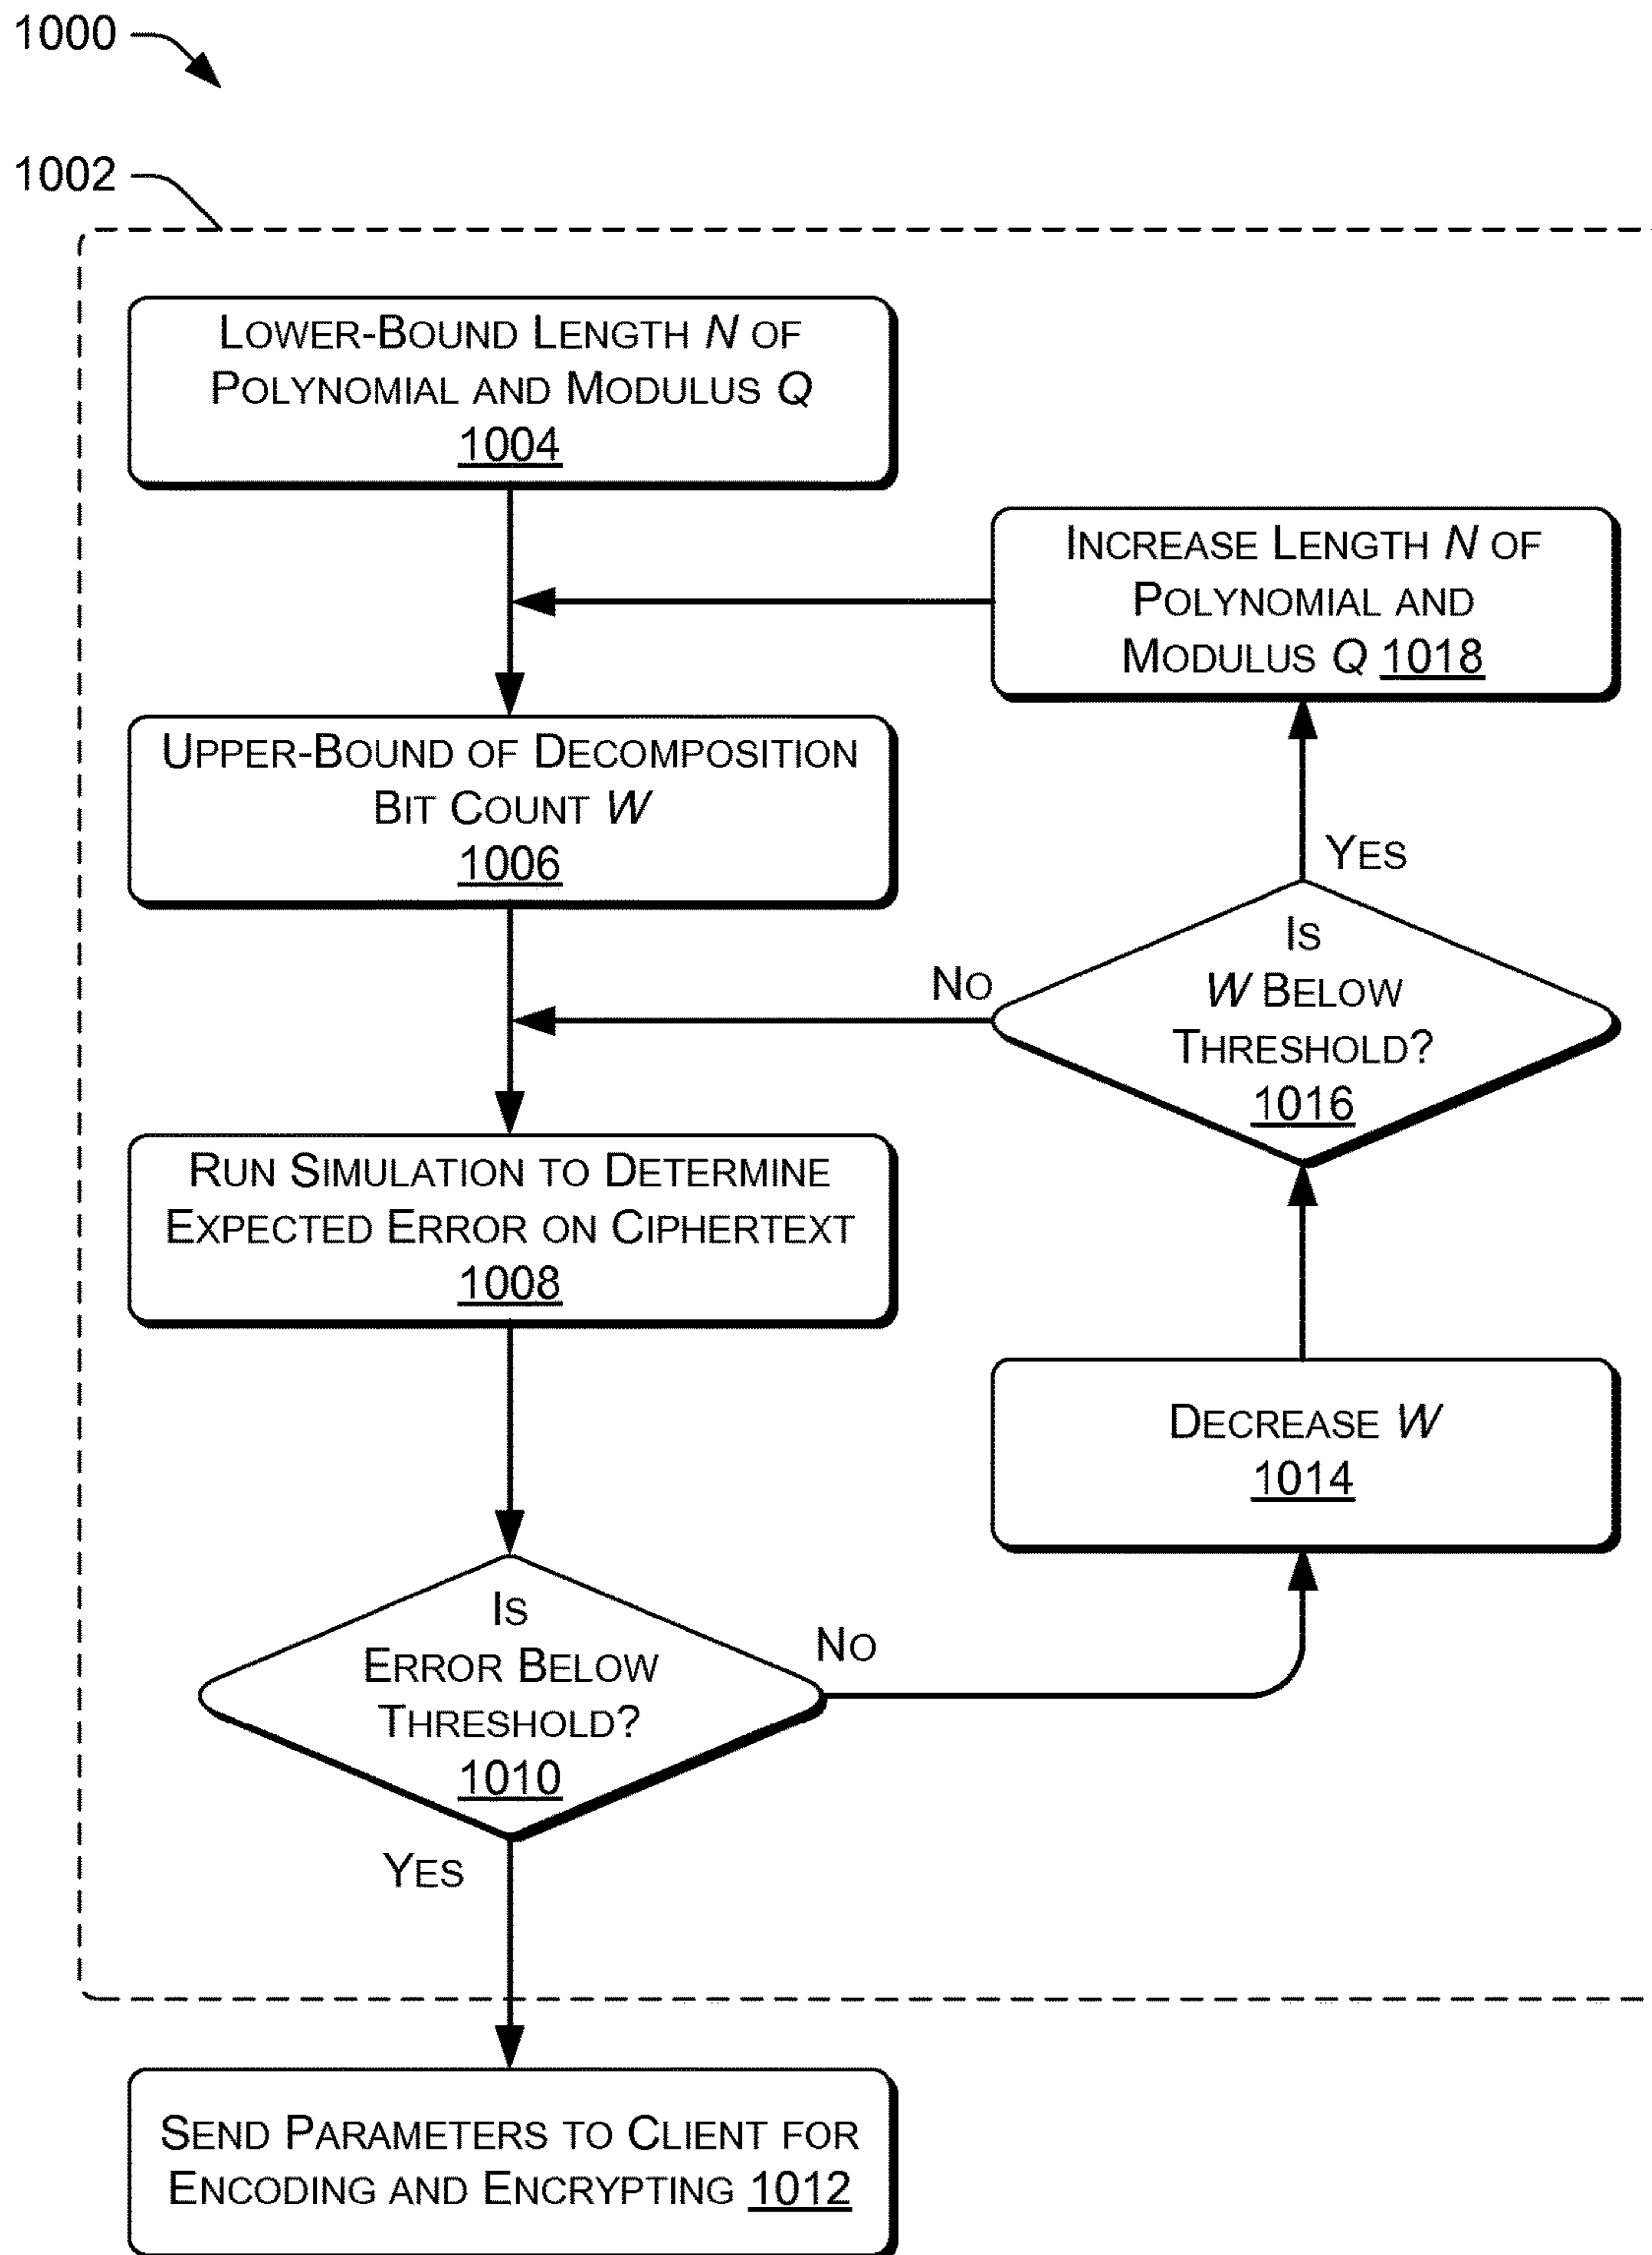 1000
1002
LOWER-BOUND LENGTH N OF
POLYNOMIAL AND MODULUS Q
1004
INCREASE LENGTH N OF
POLYNOMIAL AND
MODULUS Q 1018
UPPER-BOUND OF DECOMPOSITION
BIT COUNT W
1006
YES
IS
W BELOW
THRESHOLD?
1016
NO
RUN SIMULATION TO DETERMINE
EXPECTED ERROR ON CIPHERTEXT
1008
DECREASE W
1014
IS
ERROR BELOW
THRESHOLD?
1010
NO
YES
SEND PARAMETERS TO CLIENT FOR
ENCODING AND ENCRYPTING 1012